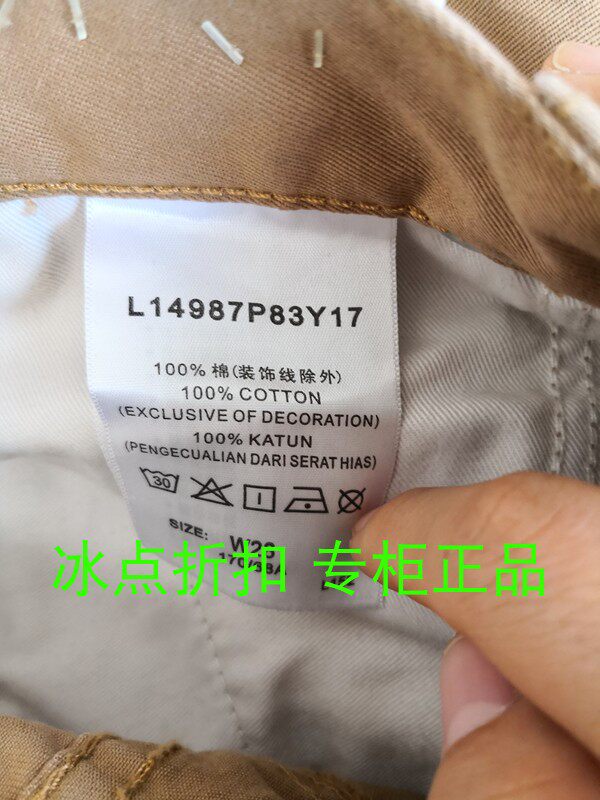 L14987P83Y17
100% 棉(装饰线除外)
100% COTTON
(EXCLUSIVE OF DECORATION)
100% KATUN
(PENGECUALIAN DARI SERAT HIAS)
30
SIZE:
冰点折扣 专柜正品